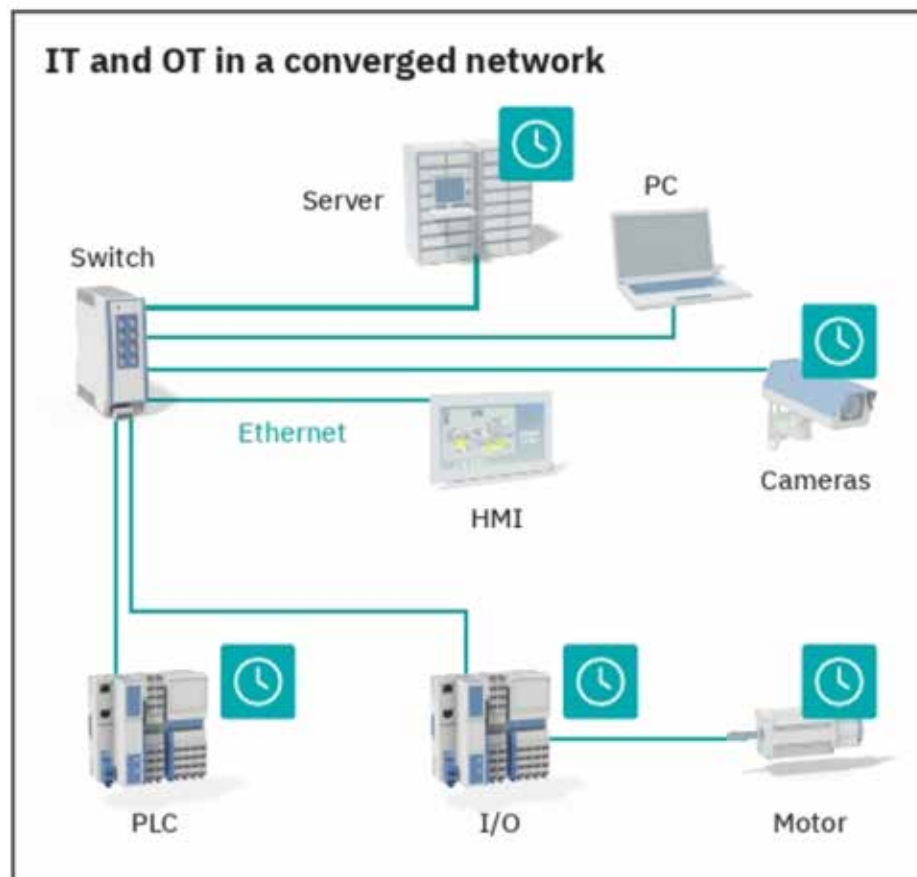 IT and OT in a converged network
Server
PC
Switch
Ethernet
HMI
Cameras
PLC
I/O
Motor